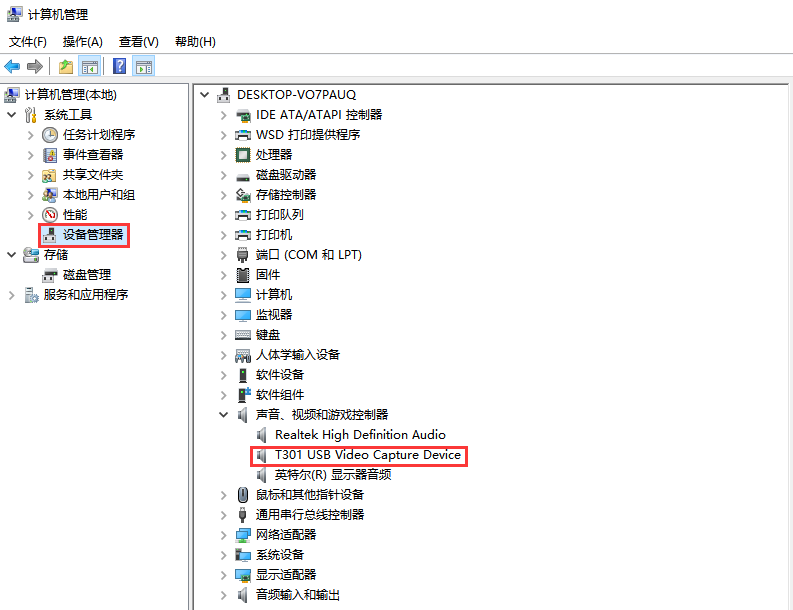 计算机管理
文件(F) 操作(A) 查看(V) 帮助(H)
计算机管理(本地)
系统工具
任务计划程序
事件查看器
共享文件夹
本地用户和组
性能
设备管理器
存储
磁盘管理
服务和应用程序
DESKTOP-VO7PAUQ
IDE ATA/ATAPI 控制器
WSD 打印提供程序
处理器
磁盘驱动器
存储控制器
打印队列
打印机
端口 (COM 和 LPT)
固件
计算机
监视器
键盘
人体学输入设备
软件设备
软件组件
声音、视频和游戏控制器
Realtek High Definition Audio
T301 USB Video Capture Device
英特尔(R) 显示器音频
鼠标和其他指针设备
通用串行总线控制器
网络适配器
系统设备
显示适配器
音频输入和输出